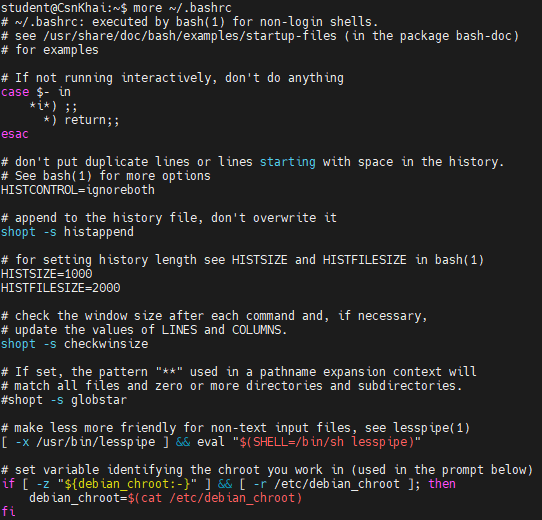 student@CsnKhai:~$ more ~/.bashrc
# ~/.bashrc: executed by bash(1) for non-login shells.
# see /usr/share/doc/bash/examples/startup-files (in the package bash-doc)
# for examples

# If not running interactively, don't do anything
case $- in
    *i*) ;;
      *) return;;
esac

# don't put duplicate lines or lines starting with space in the history.
# See bash(1) for more options
HISTCONTROL=ignoreboth

# append to the history file, don't overwrite it
shopt -s histappend

# for setting history length see HISTSIZE and HISTFILESIZE in bash(1)
HISTSIZE=1000
HISTFILESIZE=2000

# check the window size after each command and, if necessary,
# update the values of LINES and COLUMNS.
shopt -s checkwinsize

# If set, the pattern "**" used in a pathname expansion context will
# match all files and zero or more directories and subdirectories.
#shopt -s globstar

# make less more friendly for non-text input files, see lesspipe(1)
[ -x /usr/bin/lesspipe ] && eval "$(SHELL=/bin/sh lesspipe)"

# set variable identifying the chroot you work in (used in the prompt below)
if [ -z "${debian_chroot:-}" ] && [ -r /etc/debian_chroot ]; then
    debian_chroot=$(cat /etc/debian_chroot)
fi